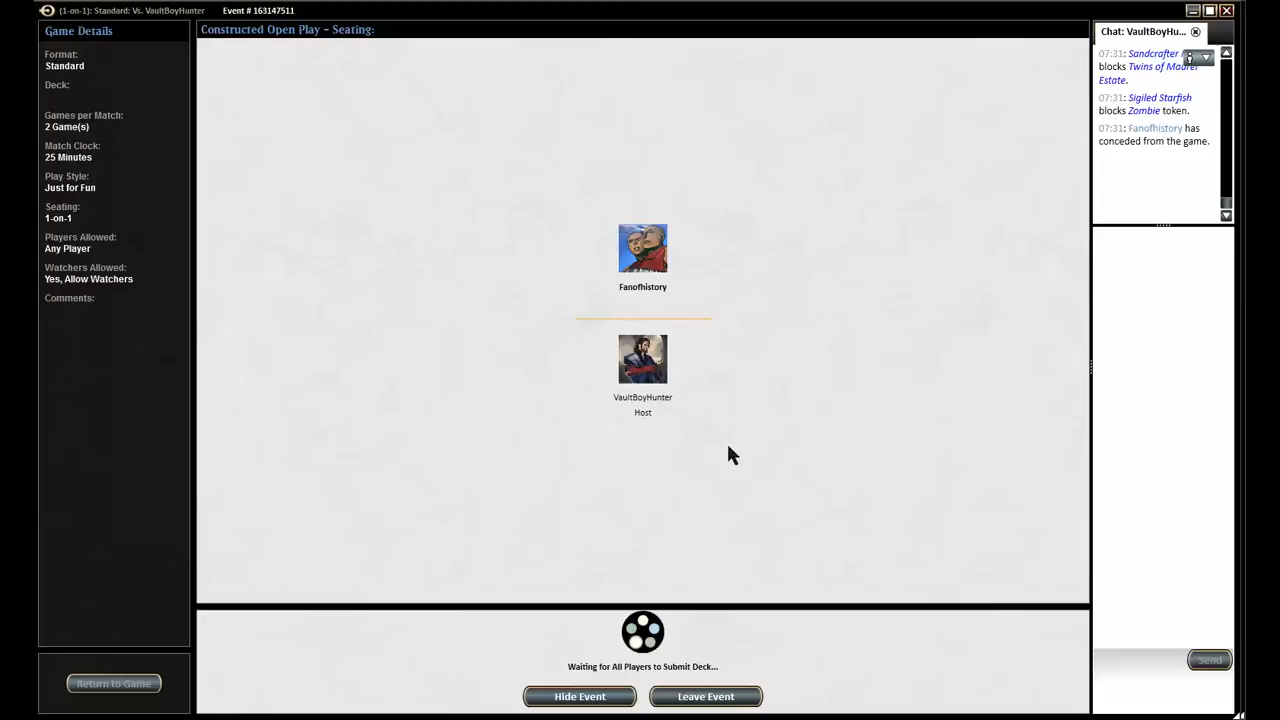 (1-on-1): Standard: Vs. VaultBoyHunter Event # 163147511
Game Details
Format:
Standard
Deck:
Games per Match:
2 Game(s)
Match Clock:
25 Minutes
Play Style:
Just for Fun
Seating:
1-on-1
Players Allowed:
Any Player
Watchers Allowed:
Yes, Allow Watchers
Comments:
Return to Game
Constructed Open Play - Seating:
Fanofhistory
VaultBoyHunter
Host
Waiting for All Players to Submit Deck...
Hide Event Leave Event
Chat: VaultBoyHu...
07:31: Sandcrafter
blocks Twins of Maurer
Estate.
07:31: Sigiled Starfish
blocks Zombie token.
07:31: Fanofhistory has
conceded from the game.
Send